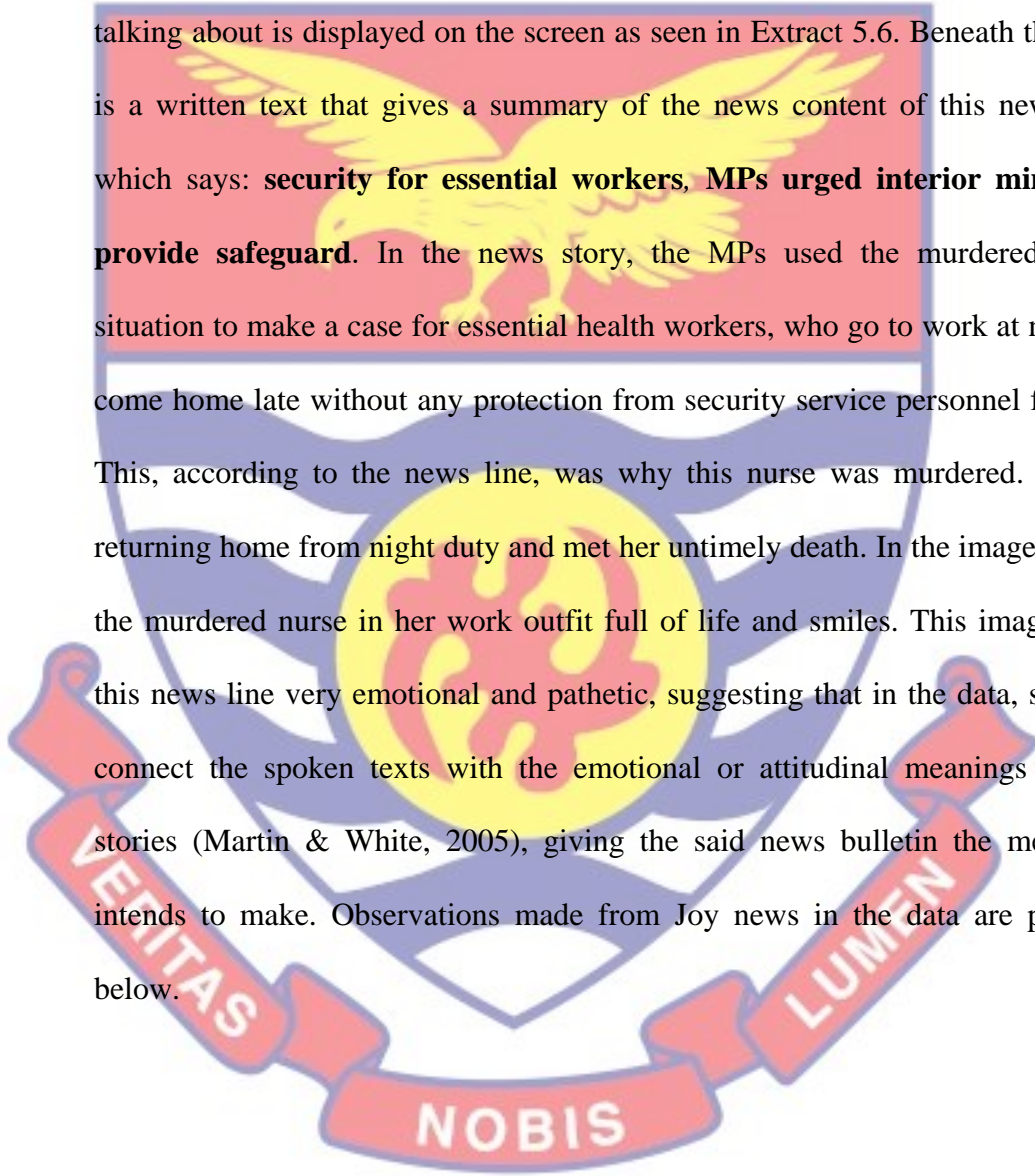 talking about is displayed on the screen as seen in Extract 5.6. Beneath th
is a written text that gives a summary of the news content of this new
which says: security for essential workers, MPs urged interior min
provide safeguard. In the news story, the MPs used the murdered
situation to make a case for essential health workers, who go to work at n
come home late without any protection from security service personnel f
This, according to the news line, was why this nurse was murdered.
returning home from night duty and met her untimely death. In the image
the murdered nurse in her work outfit full of life and smiles. This imag
this news line very emotional and pathetic, suggesting that in the data, s
connect the spoken texts with the emotional or attitudinal meanings
stories (Martin & White, 2005), giving the said news bulletin the me
intends to make. Observations made from Joy news in the data are p
below.
VERITAS
NOBIS
LUMEN